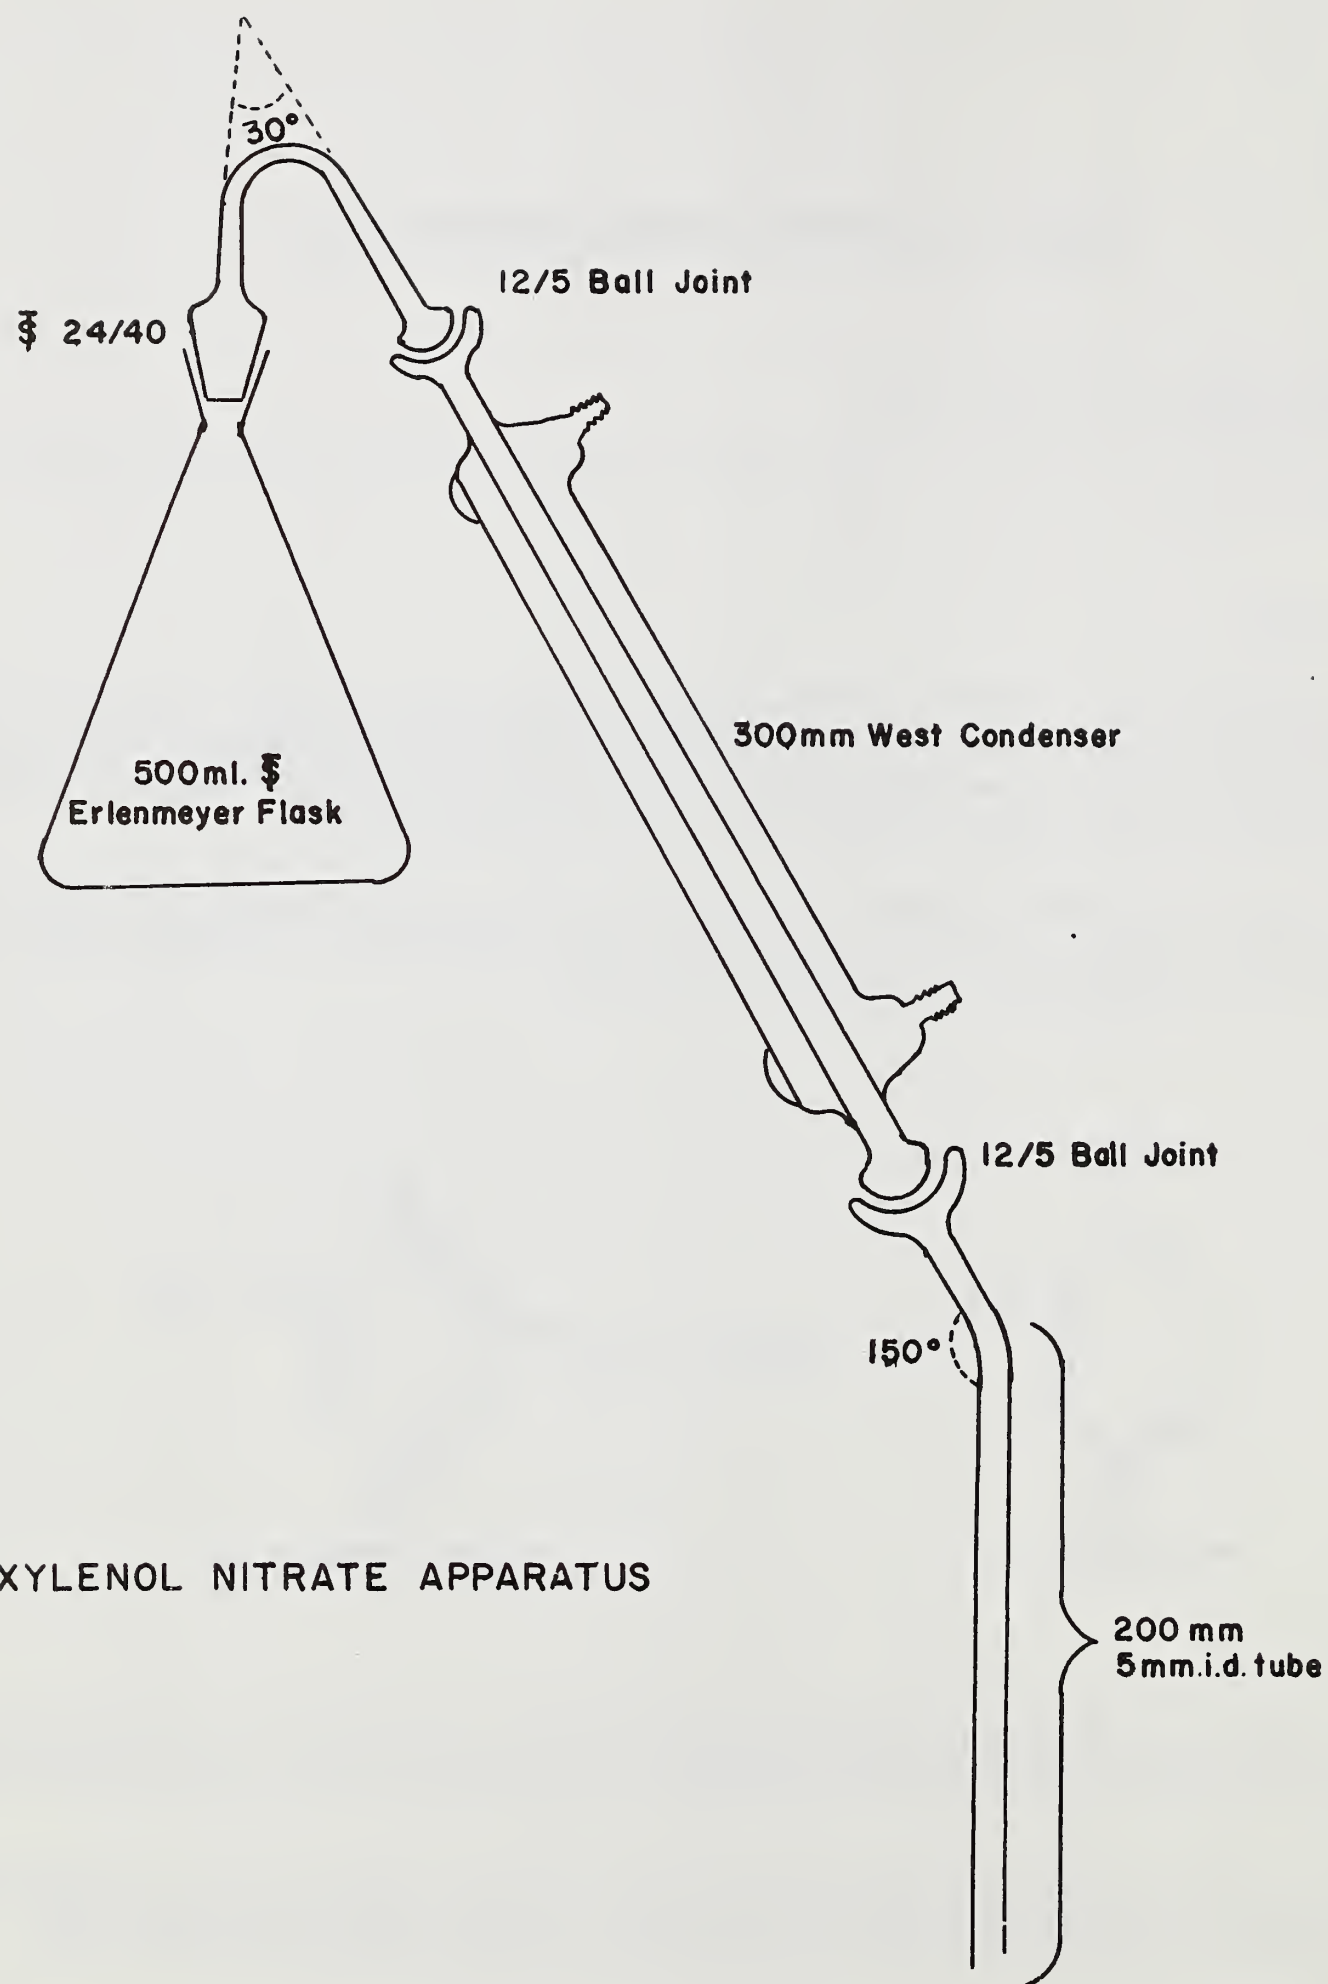 30°
12/5 Ball Joint
$ 24/40
300mm West Condenser
500ml. $
Erlenmeyer Flask
12/5 Ball Joint
150°
XYLENOL NITRATE APPARATUS
200 mm
5mm.i.d. tube